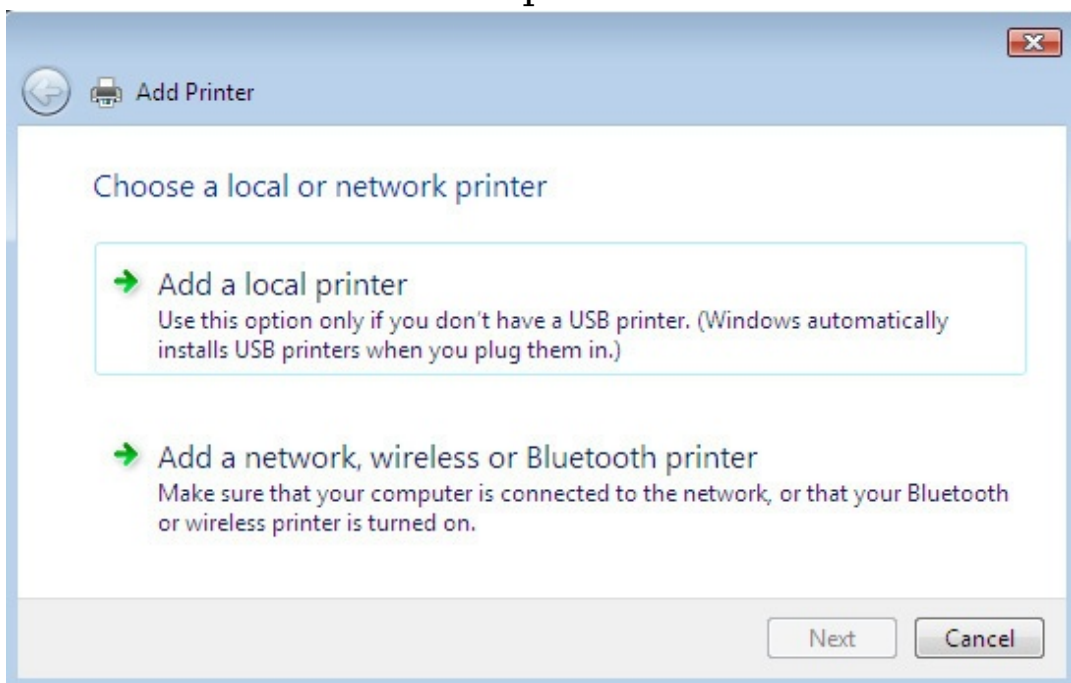 Add Printer
Choose a local or network printer
Add a local printer
Use this option only if you don't have a USB printer. (Windows automatically
installs USB printers when you plug them in.)
Add a network, wireless or Bluetooth printer
Make sure that your computer is connected to the network, or that your Bluetooth
or wireless printer is turned on.
Next Cancel